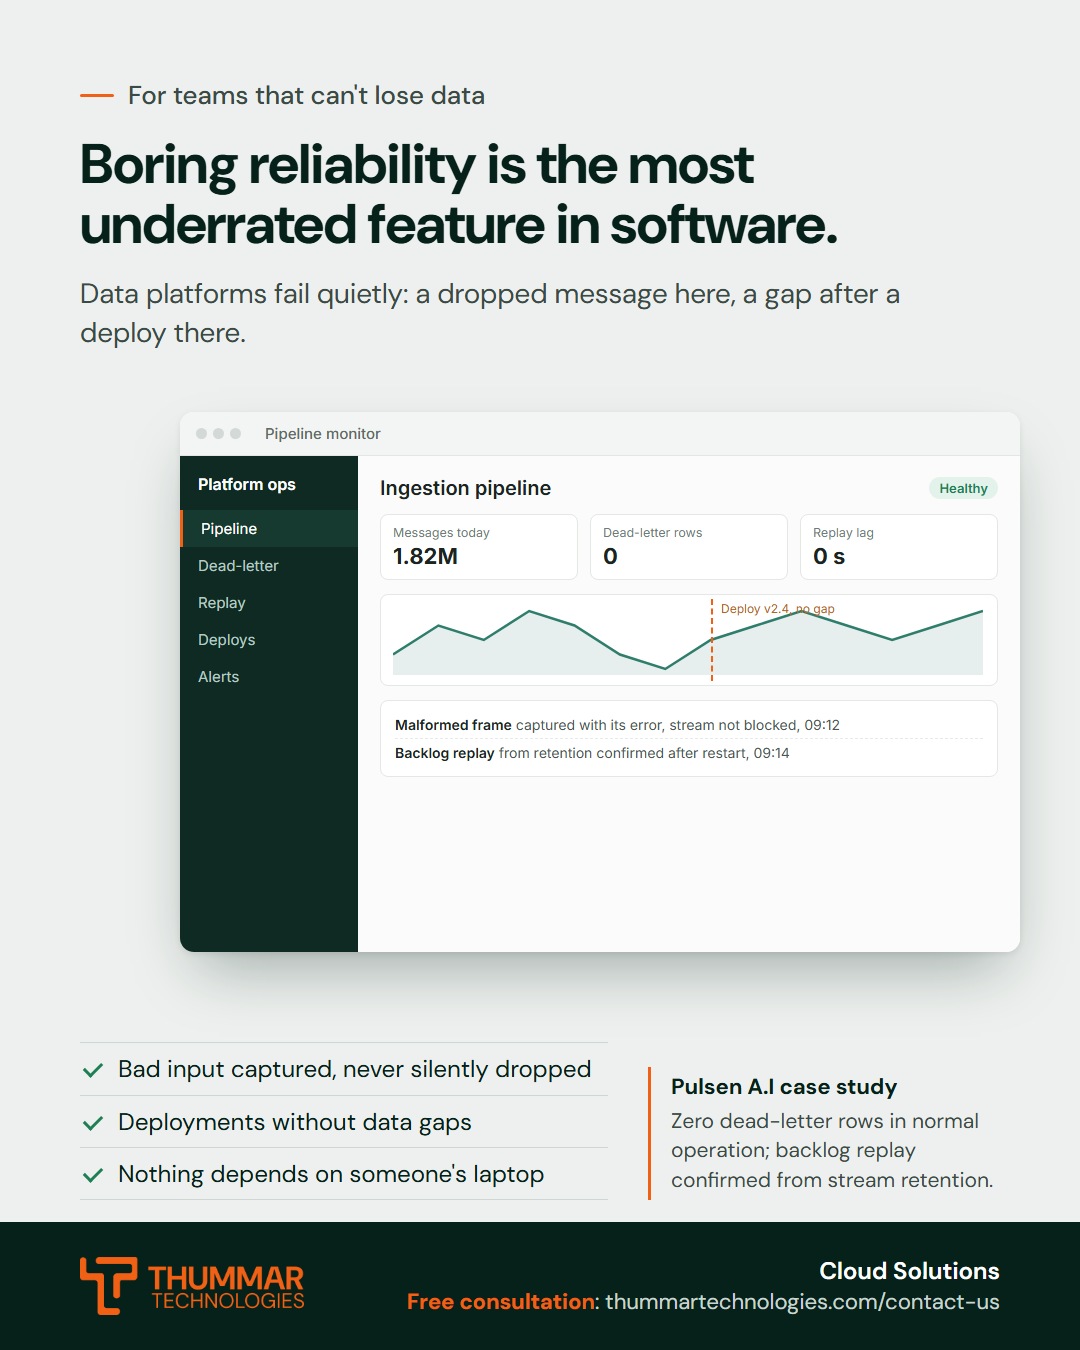 For teams that can't lose data
Boring reliability is the most
underrated feature in software.
Data platforms fail quietly: a dropped message here, a gap after a
deploy there.
Pipeline monitor
Platform ops
Pipeline
Dead-letter
Replay
Deploys
Alerts
Ingestion pipeline
Healthy
Messages today
1.82M
Dead-letter rows
0
Replay lag
0 s
Deploy v2.4, no gap
Malformed frame captured with its error, stream not blocked, 09:12
Backlog replay from retention confirmed after restart, 09:14
Bad input captured, never silently dropped
Deployments without data gaps
Nothing depends on someone's laptop
Pulsen A.I case study
Zero dead-letter rows in normal
operation; backlog replay
confirmed from stream retention.
THUMMAR
TECHNOLOGIES
Cloud Solutions
Free consultation: thummartechnologies.com/contact-us